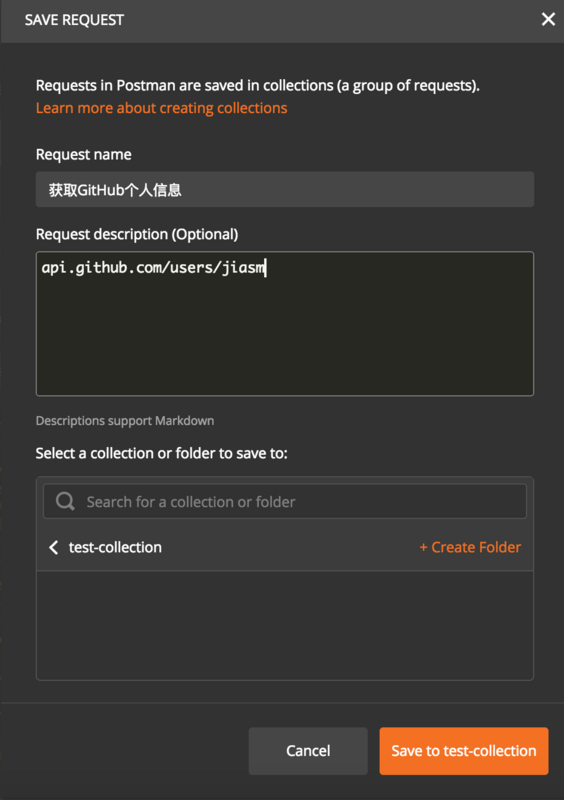 SAVE REQUEST
Requests in Postman are saved in collections (a group of requests).
Learn more about creating collections
Request name
获取GitHub个人信息
Request description (Optional)
api.github.com/users/jiasm
Descriptions support Markdown
Select a collection or folder to save to:
Search for a collection or folder
test-collection + Create Folder
Cancel Save to test-collection